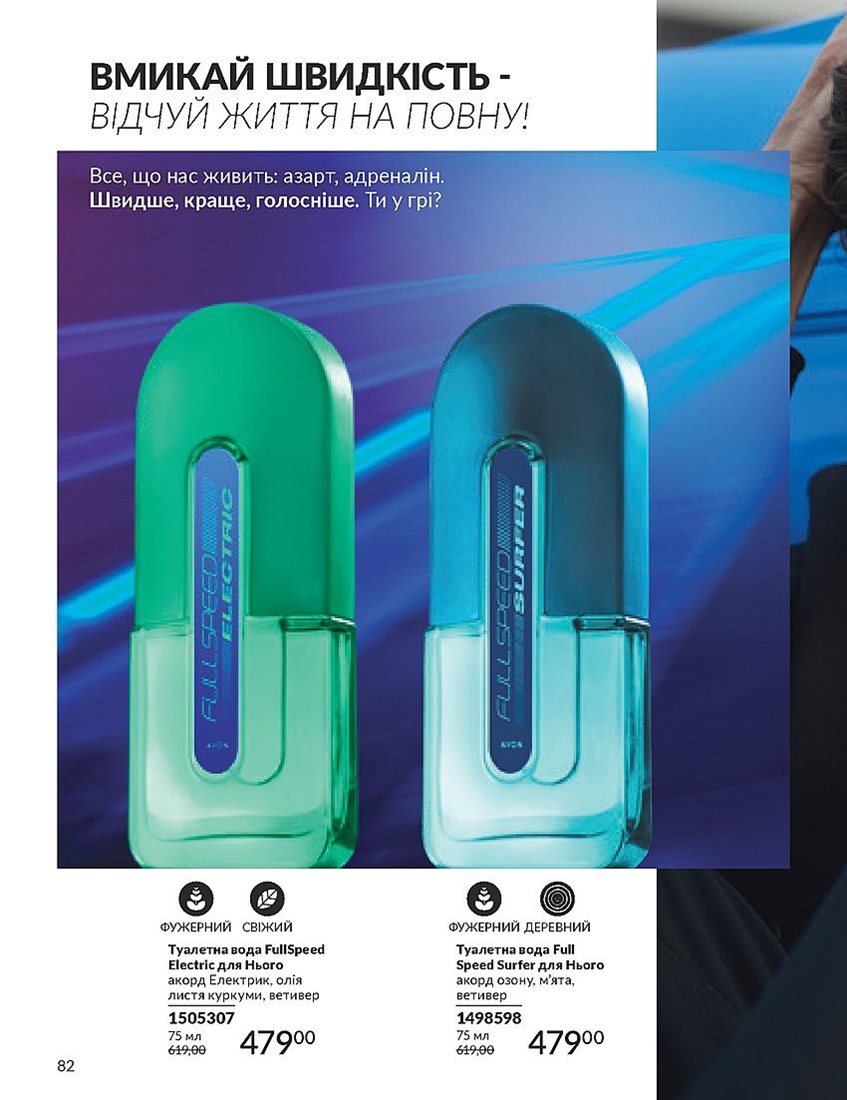 ВМИКАЙ ШВИДКІСТЬ -
ВІДЧУЙ ЖИТТЯ НА ПОВНУ!
Все, що нас живить: азарт, адреналін.
Швидше, краще, голосніше. Ти у грі?
FULL SPEED
ELECTRIC
AVON
FULL SPEED
SURFER
AVON
ФУЖЕРНИЙ СВІЖИЙ
Туалетна вода FullSpeed
Electric для Нього
акорд Електрик, олія
листя куркуми, ветивер
1505307
75 мл
619,00
479⁰⁰
ФУЖЕРНИЙ ДЕРЕВНИЙ
Туалетна вода Full
Speed Surfer для Нього
акорд озону, м'ята,
ветивер
1498598
75 мл
619,00
479⁰⁰
82